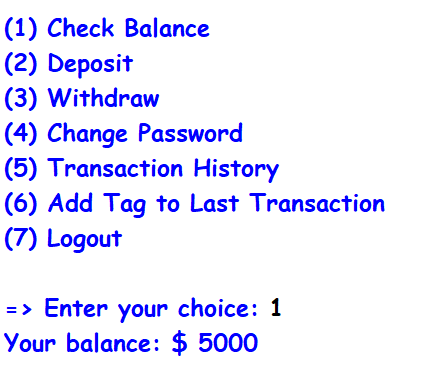 (1) Check Balance
(2) Deposit
(3) Withdraw
(4) Change Password
(5) Transaction History
(6) Add Tag to Last Transaction
(7) Logout
=> Enter your choice: 1
Your balance: $ 5000